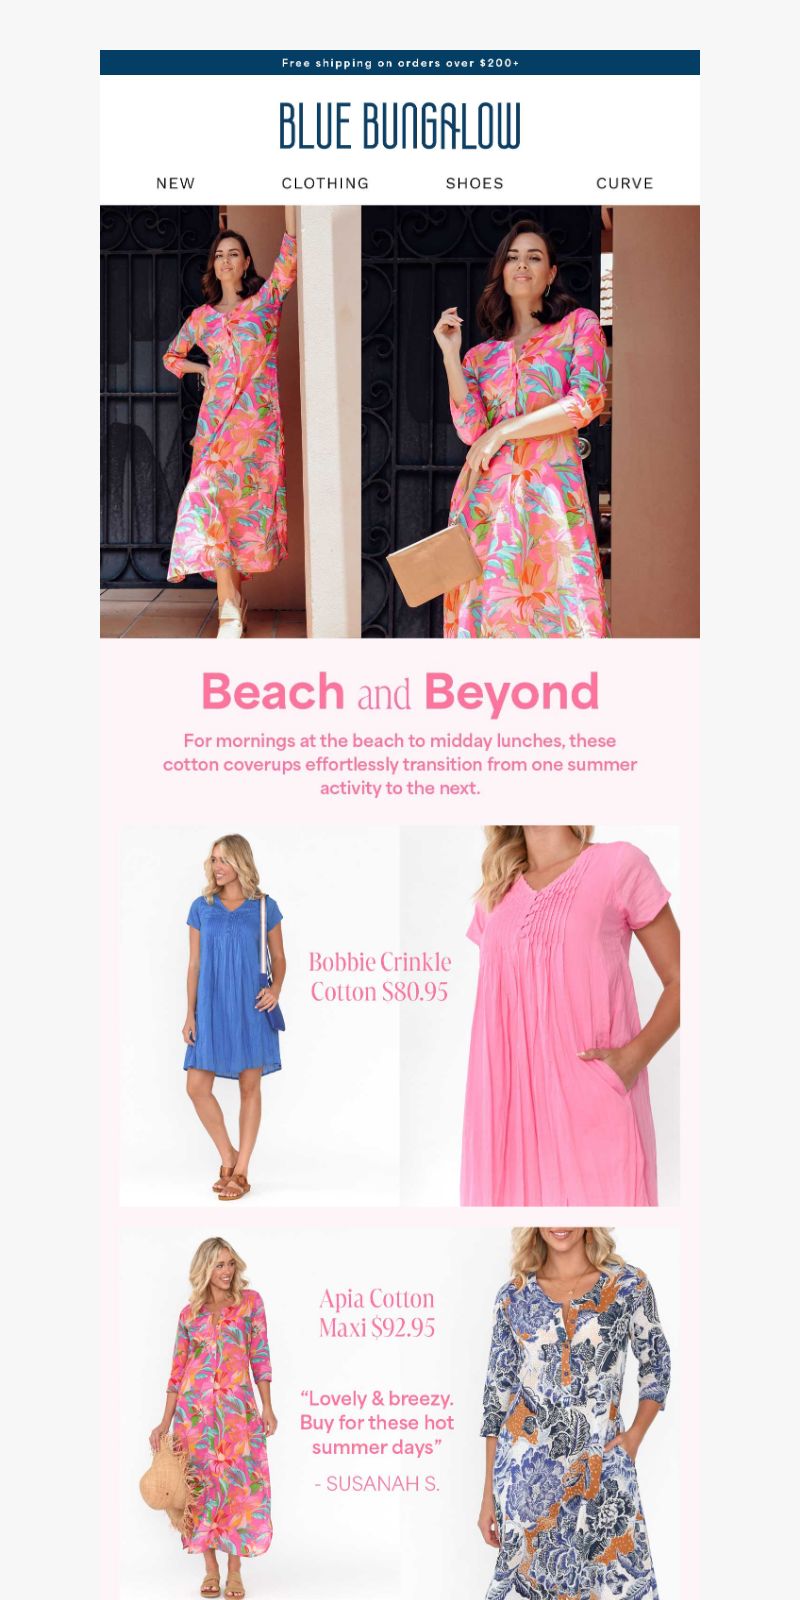 Free shipping on orders over $200+
BLUE BUNGALOW
NEW CLOTHING SHOES CURVE
Beach and Beyond
For mornings at the beach to midday lunches, these
cotton coverups effortlessly transition from one summer
activity to the next.
Bobbie Crinkle
Cotton $80.95
Apia Cotton
Maxi $92.95
“Lovely & breezy.
Buy for these hot
summer days”
- SUSANAH S.